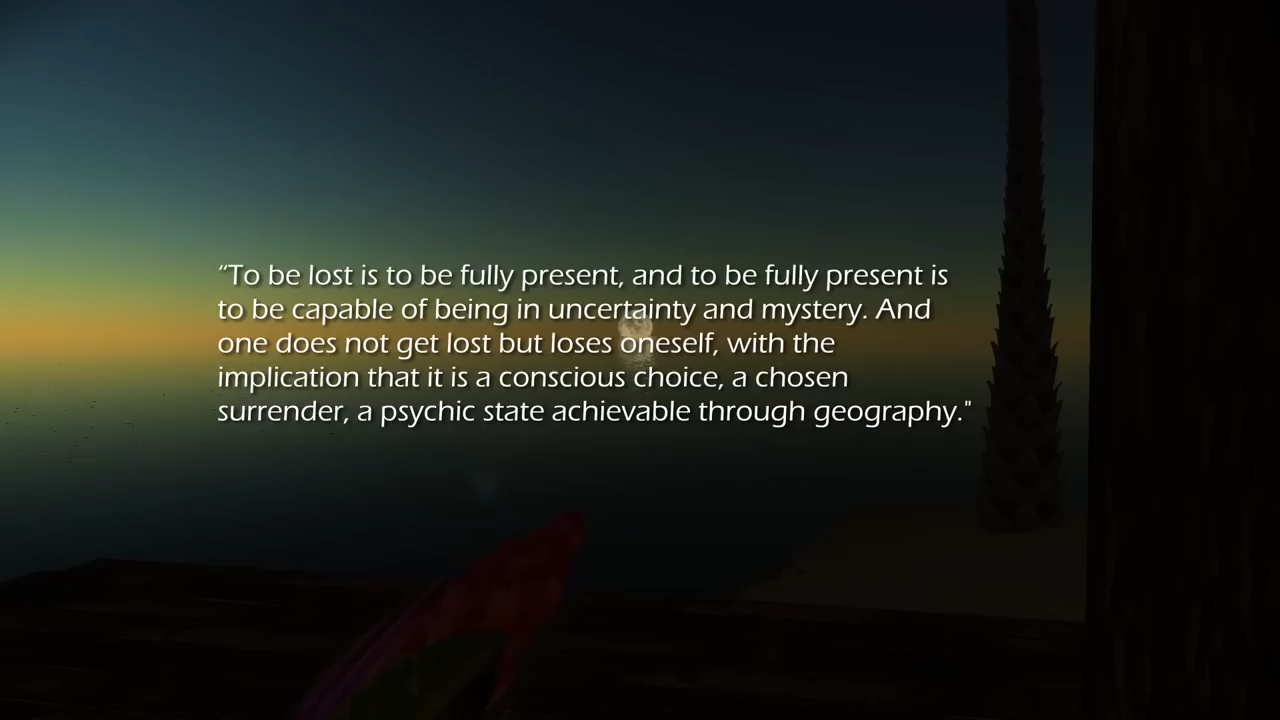 “To be lost is to be fully present, and to be fully present is
to be capable of being in uncertainty and mystery. And
one does not get lost but loses oneself, with the
implication that it is a conscious choice, a chosen
surrender, a psychic state achievable through geography."